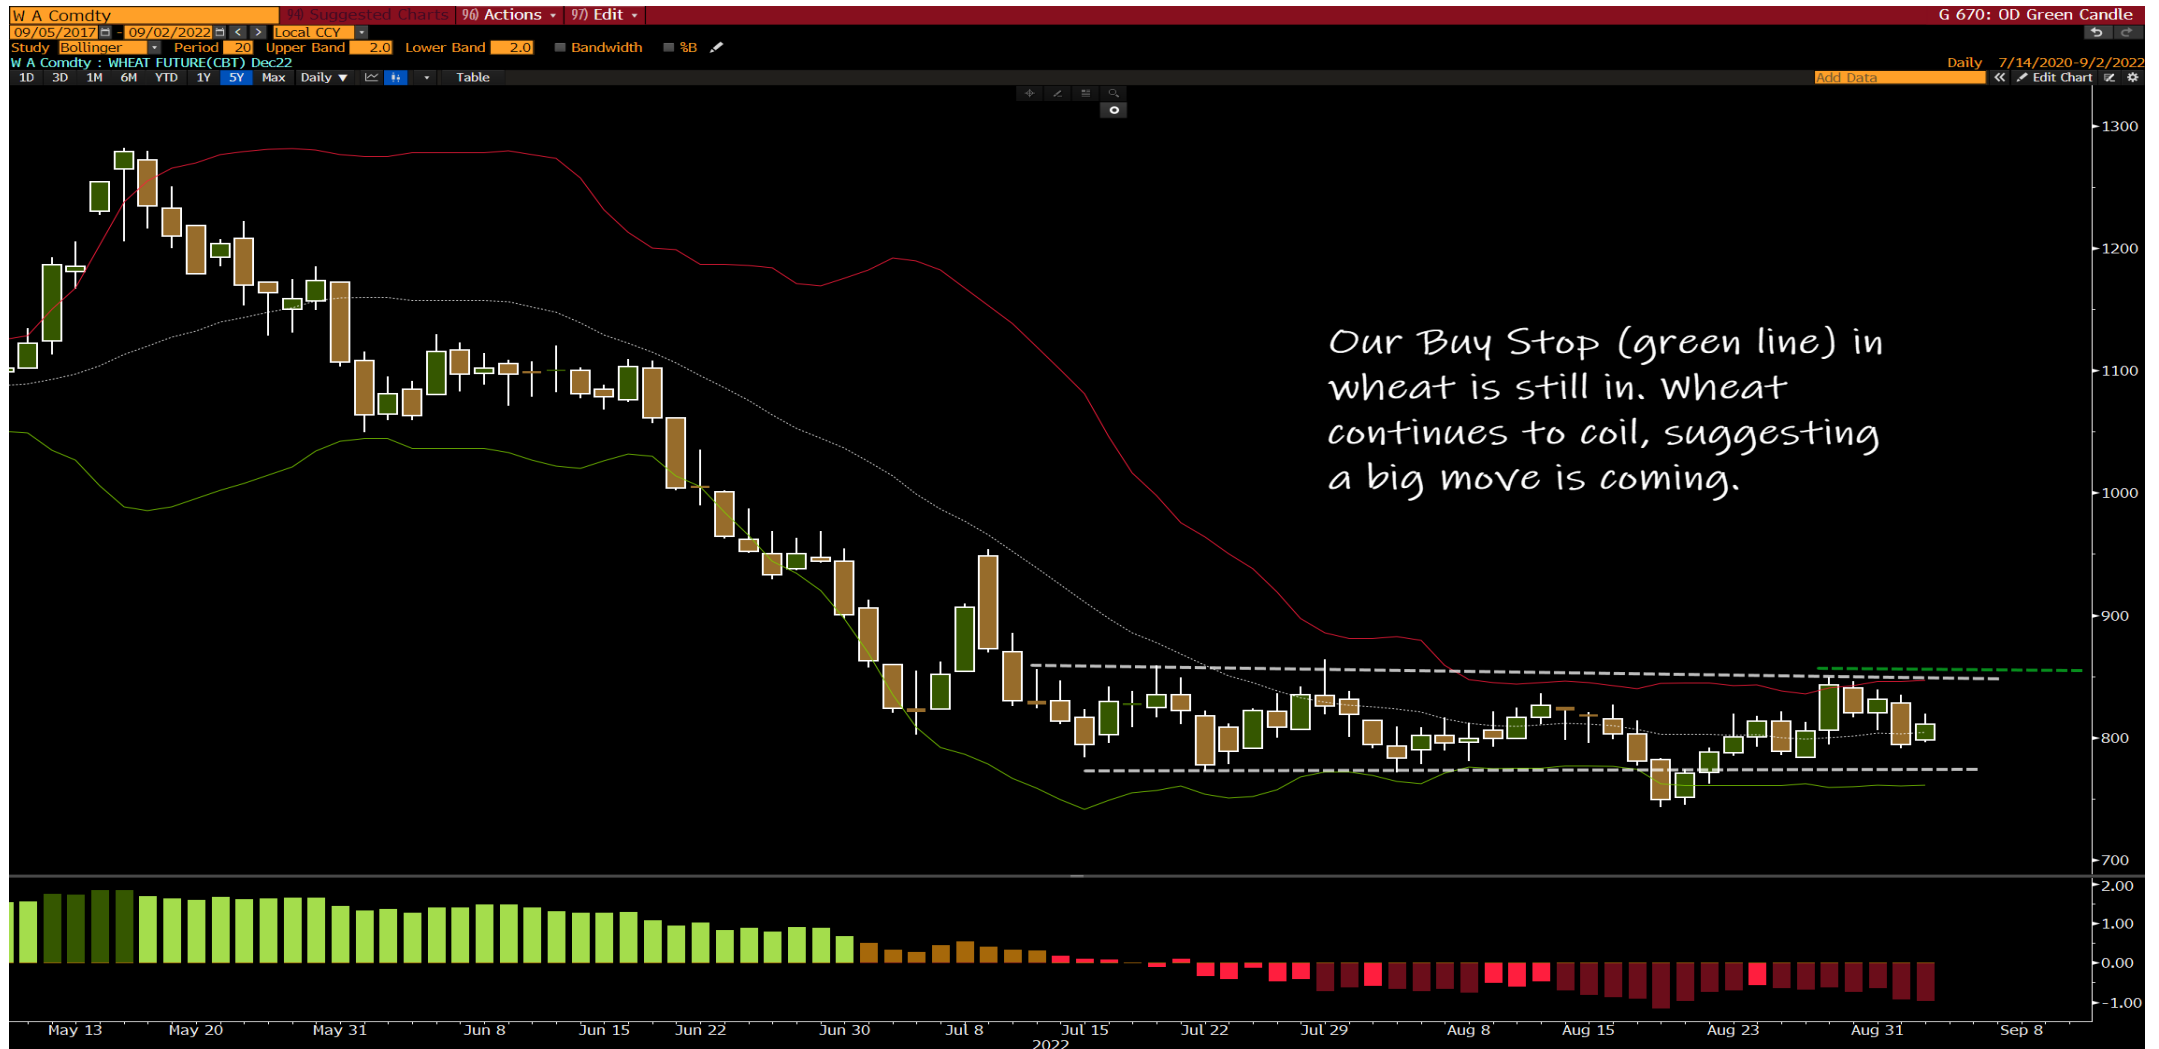 W A Comdty 94) Suggested Charts 96) Actions 97) Edit G 670: OD Green Candle
09/05/2017 - 09/02/2022 < > Local CCY
Study Bollinger Period 20 Upper Band 2.0 Lower Band 2.0 Bandwidth %B
W A Comdty : WHEAT FUTURE(CBT) Dec22
Daily 7/14/2020-9/2/2022
1D 3D 1M 6M YTD 1Y 5Y Max Daily ▼ Table Add Data « Edit Chart
1300
1200
1100
1000
900
800
700
Our Buy Stop (green line) in
wheat is still in. Wheat
continues to coil, suggesting
a big move is coming.
2.00
1.00
0.00
-1.00
May 13 May 20 May 31 Jun 8 Jun 15 Jun 22 Jun 30 Jul 8 Jul 15 Jul 22 Jul 29 Aug 8 Aug 15 Aug 23 Aug 31 Sep 8
2022